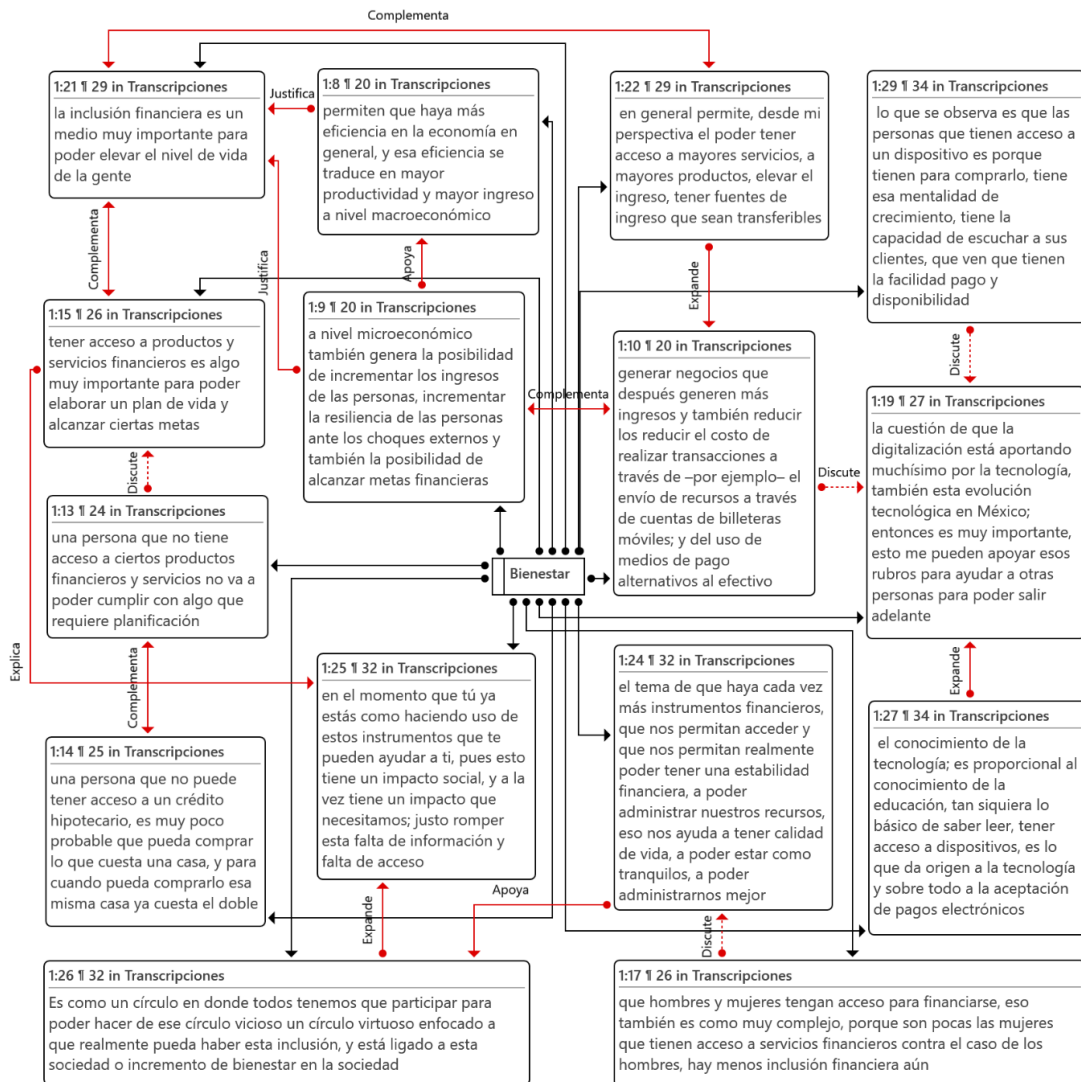 Complementa
1:21 ¶ 29 in Transcripciones
la inclusión financiera es un
medio muy importante para
poder elevar el nivel de vida
de la gente
Justifica
1:8 ¶ 20 in Transcripciones
permiten que haya más
eficiencia en la economía en
general, y esa eficiencia se
traduce en mayor
productividad y mayor ingreso
a nivel macroeconómico
1:22 ¶ 29 in Transcripciones
en general permite, desde mi
perspectiva el poder tener
acceso a mayores servicios, a
mayores productos, elevar el
ingreso, tener fuentes de
ingreso que sean transferibles
1:29 ¶ 34 in Transcripciones
lo que se observa es que las
personas que tienen acceso a
un dispositivo es porque
tienen para comprarlo, tiene
esa mentalidad de
crecimiento, tiene la
capacidad de escuchar a sus
clientes, que ven que tienen
la facilidad pago y
disponibilidad
Complementa
Justifica
Apoya
Expande
Discute
1:15 ¶ 26 in Transcripciones
tener acceso a productos y
servicios financieros es algo
muy importante para poder
elaborar un plan de vida y
alcanzar ciertas metas
1:9 ¶ 20 in Transcripciones
a nivel microeconómico
también genera la posibilidad
de incrementar los ingresos
de las personas, incrementar
la resiliencia de las personas
ante los choques externos y
también la posibilidad de
alcanzar metas financieras
Complementa
1:10 ¶ 20 in Transcripciones
generar negocios que
después generen más
ingresos y también reducir
los reducir el costo de
realizar transacciones a
través de –por ejemplo– el
envío de recursos a través
de cuentas de billeteras
móviles; y del uso de
medios de pago
alternativos al efectivo
Discute
1:19 ¶ 27 in Transcripciones
la cuestión de que la
digitalización está aportando
muchísimo por la tecnología,
también esta evolución
tecnológica en México;
entonces es muy importante,
esto me pueden apoyar esos
rubros para ayudar a otras
personas para poder salir
adelante
Discute
1:13 ¶ 24 in Transcripciones
una persona que no tiene
acceso a ciertos productos
financieros y servicios no va a
poder cumplir con algo que
requiere planificación
Bienestar
Explica
Complementa
1:25 ¶ 32 in Transcripciones
en el momento que tú ya
estás como haciendo uso de
estos instrumentos que te
pueden ayudar a ti, pues esto
tiene un impacto social, y a la
vez tiene un impacto que
necesitamos; justo romper
esta falta de información y
falta de acceso
1:24 ¶ 32 in Transcripciones
el tema de que haya cada vez
más instrumentos financieros,
que nos permitan acceder y
que nos permitan realmente
poder tener una estabilidad
financiera, a poder
administrar nuestros recursos,
eso nos ayuda a tener calidad
de vida, a poder estar como
tranquilos, a poder
administrarnos mejor
Expande
1:27 ¶ 34 in Transcripciones
el conocimiento de la
tecnología; es proporcional al
conocimiento de la
educación, tan siquiera lo
básico de saber leer, tener
acceso a dispositivos, es lo
que da origen a la tecnología
y sobre todo a la aceptación
de pagos electrónicos
1:14 ¶ 25 in Transcripciones
una persona que no puede
tener acceso a un crédito
hipotecario, es muy poco
probable que pueda comprar
lo que cuesta una casa, y para
cuando pueda comprarlo esa
misma casa ya cuesta el doble
Apoya
Expande
Discute
1:26 ¶ 32 in Transcripciones
Es como un círculo en donde todos tenemos que participar para
poder hacer de ese círculo vicioso un círculo virtuoso enfocado a
que realmente pueda haber esta inclusión, y está ligado a esta
sociedad o incremento de bienestar en la sociedad
1:17 ¶ 26 in Transcripciones
que hombres y mujeres tengan acceso para financiarse, eso
también es como muy complejo, porque son pocas las mujeres
que tienen acceso a servicios financieros contra el caso de los
hombres, hay menos inclusión financiera aún